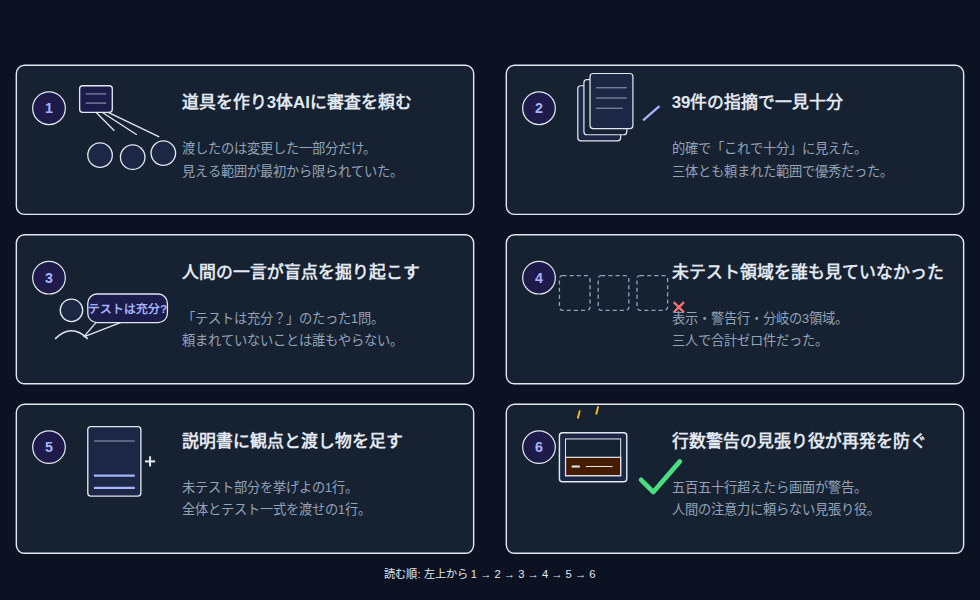 1
道具を作り3体AIに審査を頼む
渡したのは変更した一部分だけ。
見える範囲が最初から限られていた。
2
39件の指摘で一見十分
的確で「これで十分」に見えた。
三体とも頼まれた範囲で優秀だった。
3
テストは充分?
人間の一言が盲点を掘り起こす
「テストは充分？」のたった1問。
頼まれていないことは誰もやらない。
4
未テスト領域を誰も見ていなかった
表示・警告行・分岐の3領域。
三人で合計ゼロ件だった。
5
説明書に観点と渡し物を足す
未テスト部分を挙げよの1行。
全体とテスト一式を渡せの1行。
6
行数警告の見張り役が再発を防ぐ
五百五十行超えたら画面が警告。
人間の注意力に頼らない見張り役。
読む順: 左上から 1 → 2 → 3 → 4 → 5 → 6